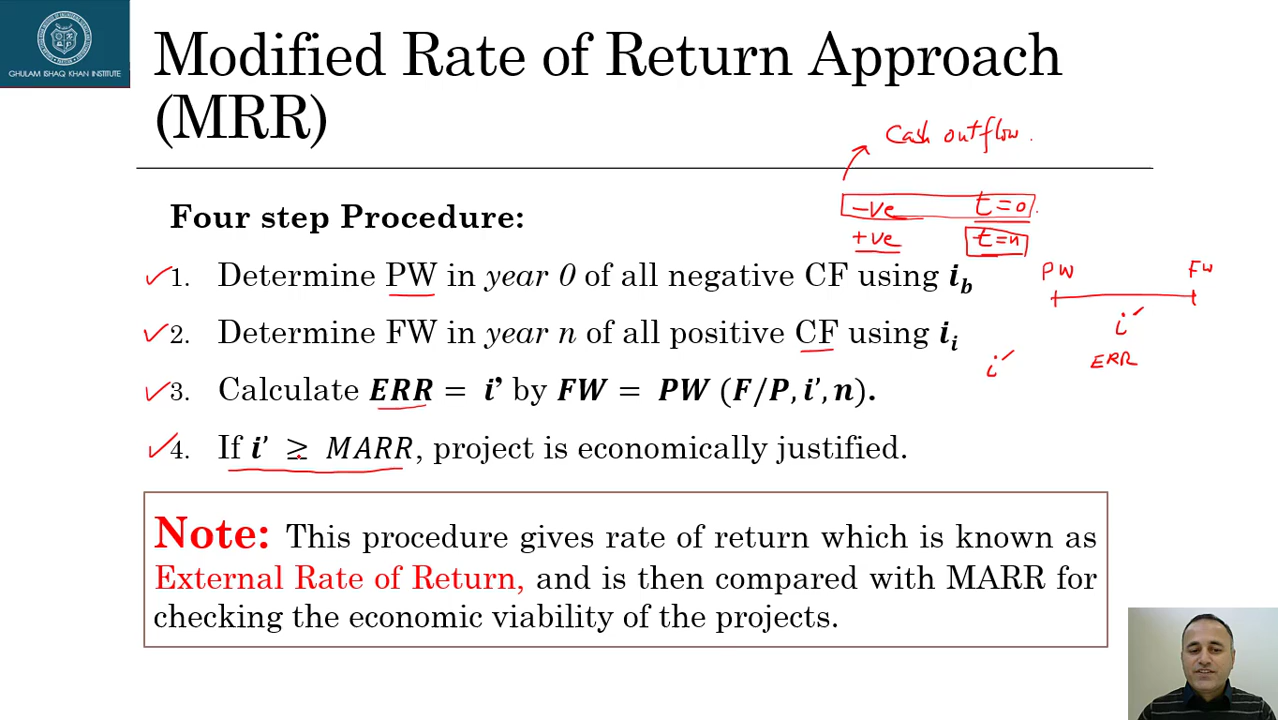 GHULAM ISHAQ KHAN INSTITUTE
Modified Rate of Return Approach
(MRR)
Cash outflow.
-ve t=0
+ve t=n
Four step Procedure:
1. Determine PW in year 0 of all negative CF using i_b
2. Determine FW in year n of all positive CF using i_i
3. Calculate ERR = i’ by FW = PW (F/P, i’, n).
4. If i’ ≥ MARR, project is economically justified.
PW FW
i'
ERR
i'
Note: This procedure gives rate of return which is known as
External Rate of Return, and is then compared with MARR for
checking the economic viability of the projects.